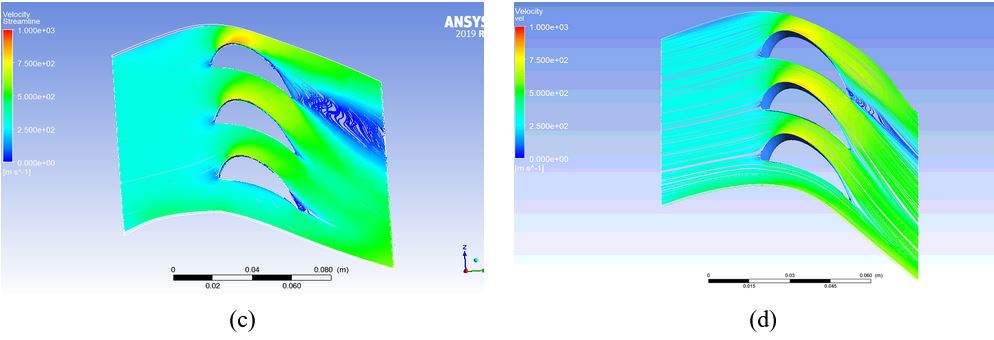 Velocity
Streamline
1.000e+03
7.500e+02
5.000e+02
2.500e+02
0.000e+00
[m s^-1]
ANSYS
2019 R
0
0.04
0.080
(m)
0.02
0.060
z
(c)
Velocity
vel
1.000e+03
7.500e+02
5.000e+02
2.500e+02
0.000e+00
[m s^-1]
0
0.03
0.060
(m)
0.015
0.045
(d)